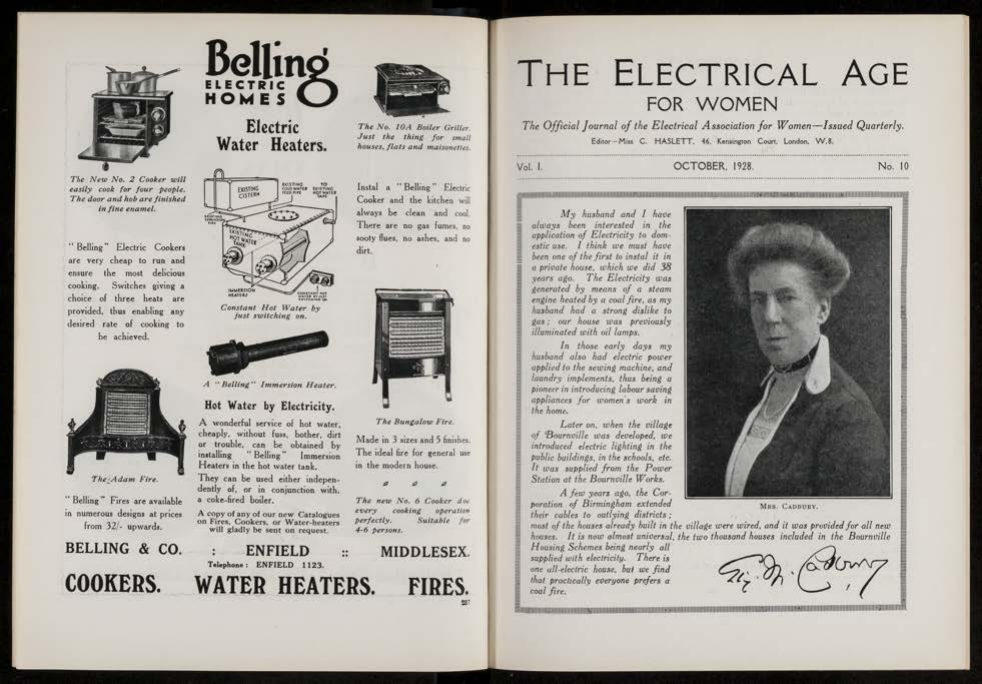 Belling
ELECTRIC
HOMES
Electric
Water Heaters.
The New No. 2 Cooker will
easily cook for four people.
The door and hob are finished
in fine enamel.
"Belling" Electric Cookers
are very cheap to run and
ensure the most delicious
cooking. Switches giving a
choice of three heats are
provided, thus enabling any
desired rate of cooking to
be achieved.
The Adam Fire.
"Belling" Fires are available
in numerous designs at prices
from 32/- upwards.
EXISTING
CISTERN
EXISTING
HOT WATER
TANK
IMMERSION
HEATERS
Constant Hot Water by
just switching on.
A "Belling" Immersion Heater.
Hot Water by Electricity.
A wonderful service of hot water,
cheaply, without fuss, bother, dirt
or trouble, can be obtained by
installing "Belling" Immersion
Heaters in the hot water tank.
They can be used either indepen-
dently of, or in conjunction with,
a coke-fired boiler.
A copy of any of our new Catalogues
on Fires, Cookers, or Water-heaters
will gladly be sent on request.
The No. 10A Boiler Griller.
Just the thing for small
houses, flats and maisonettes.
Instal a "Belling" Electric
Cooker and the kitchen will
always be clean and cool.
There are no gas fumes, no
sooty flues, no ashes, and no
dirt.
The Bungalow Fire.
Made in 3 sizes and 5 finishes.
The ideal fire for general use
in the modern house.
The new No. 6 Cooker does
every cooking operation
perfectly. Suitable for
4-6 persons.
BELLING & CO. : ENFIELD :: MIDDLESEX.
Telephone: ENFIELD 1123.
COOKERS. WATER HEATERS. FIRES.
THE ELECTRICAL AGE
FOR WOMEN
The Official Journal of the Electrical Association for Women—Issued Quarterly.
Editor—Miss C. HASLETT, 46, Kensington Court, London, W.8.
Vol. I. OCTOBER, 1928. No. 10
My husband and I have
always been interested in the
application of Electricity to dom-
estic use. I think we must have
been one of the first to instal it in
a private house, which we did 38
years ago. The Electricity was
generated by means of a steam
engine heated by a coal fire, as my
husband had a strong dislike to
gas; our house was previously
illuminated with oil lamps.
In those early days my
husband also had electric power
applied to the sewing machine, and
laundry implements, thus being a
pioneer in introducing labour saving
appliances for women's work in
the home.
Later on, when the village
of Bournville was developed, we
introduced electric lighting in the
public buildings, in the schools, etc.
It was supplied from the Power
Station at the Bournville Works.
A few years ago, the Cor-
poration of Birmingham extended
their cables to outlying districts;
most of the houses already built in the village were wired, and it was provided for all new
houses. It is now almost universal, the two thousand houses included in the Bournville
Housing Schemes being nearly all
supplied with electricity. There is
one all-electric house, but we find
that practically everyone prefers a
coal fire.
MRS. CADBURY.